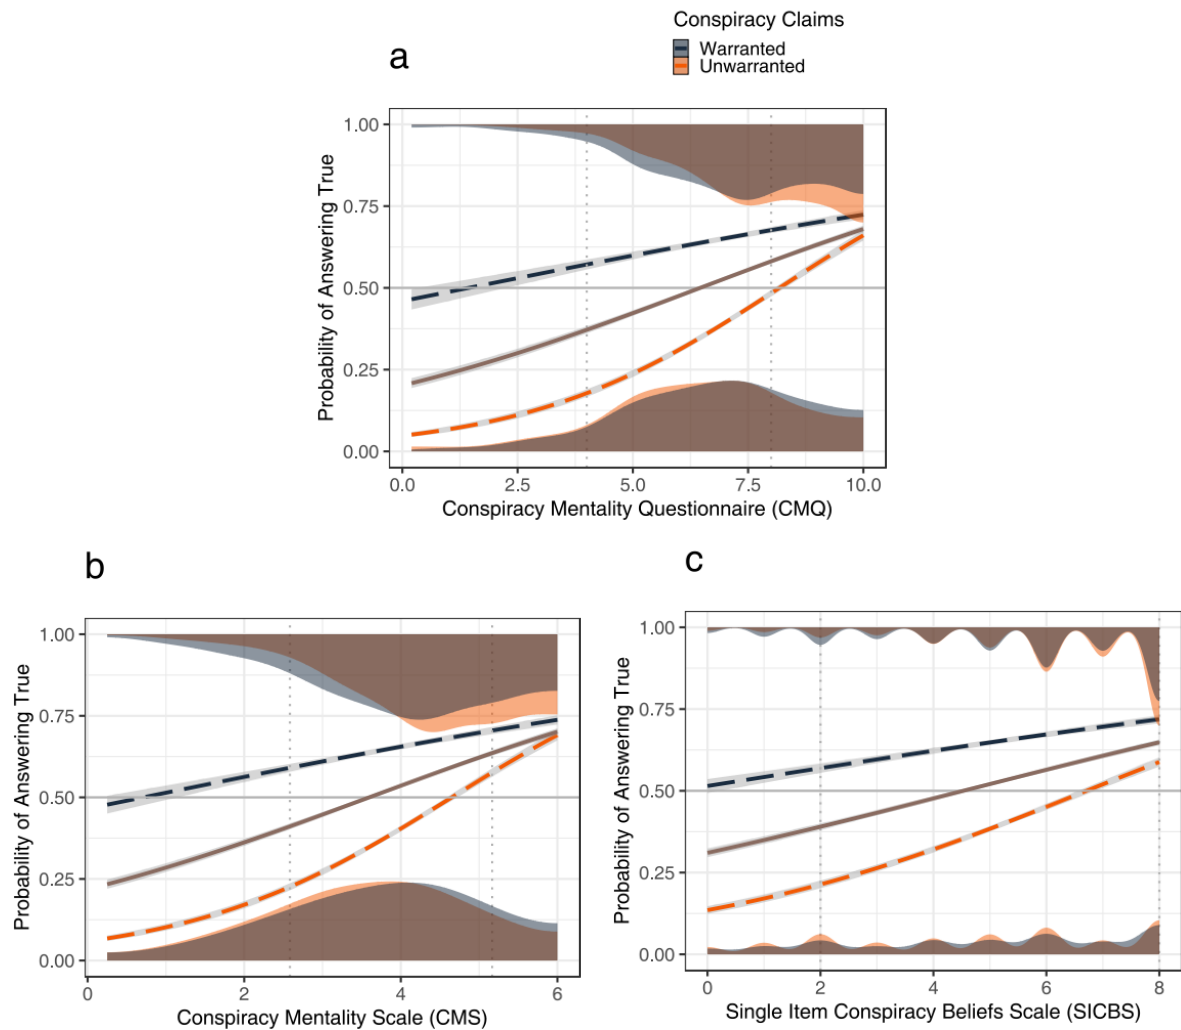 Conspiracy Claims
Warranted
Unwarranted
a
Probability of Answering True
1.00
0.75
0.50
0.25
0.00
0.0 2.5 5.0 7.5 10.0
Conspiracy Mentality Questionnaire (CMQ)
b
Probability of Answering True
1.00
0.75
0.50
0.25
0.00
0 2 4 6
Conspiracy Mentality Scale (CMS)
c
Probability of Answering True
1.00
0.75
0.50
0.25
0.00
0 2 4 6 8
Single Item Conspiracy Beliefs Scale (SICBS)